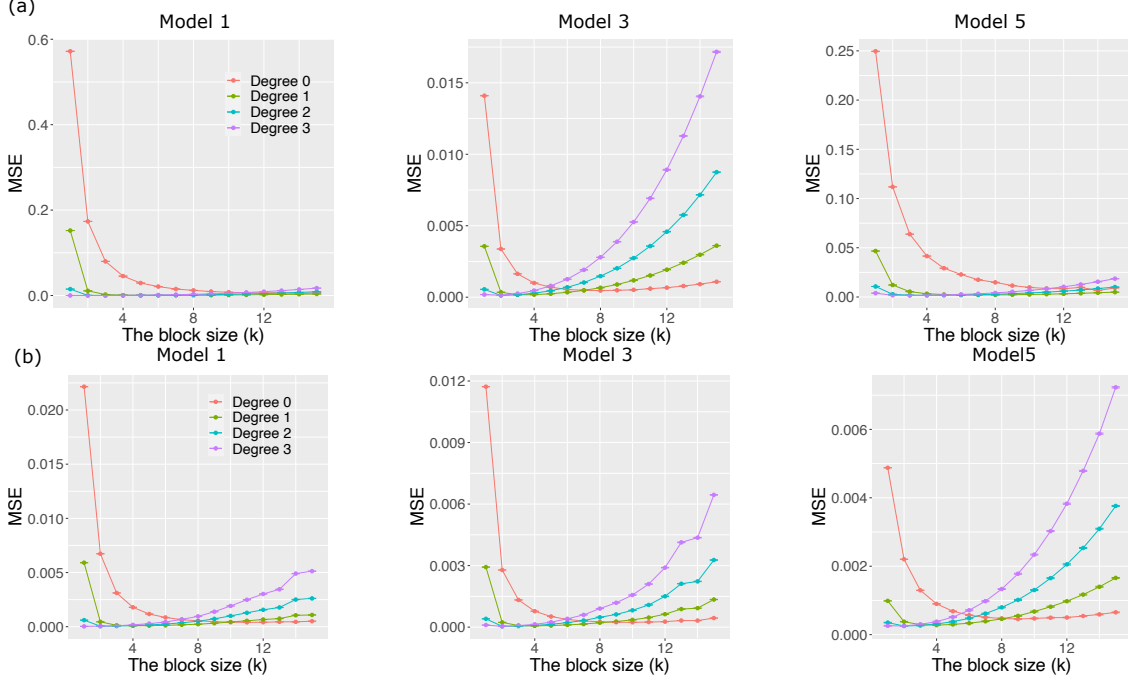 (a)
Model 1
Model 3
Model 5
MSE
0.6
0.4
0.2
0.0
4
8
12
The block size (k)
Degree 0
Degree 1
Degree 2
Degree 3
MSE
0.015
0.010
0.005
0.000
4
8
12
The block size (k)
MSE
0.25
0.20
0.15
0.10
0.05
0.00
4
8
12
The block size (k)
(b)
Model 1
Model 3
Model5
MSE
0.020
0.015
0.010
0.005
0.000
4
8
12
The block size (k)
Degree 0
Degree 1
Degree 2
Degree 3
MSE
0.012
0.009
0.006
0.003
0.000
4
8
12
The block size (k)
MSE
0.006
0.004
0.002
0.000
4
8
12
The block size (k)